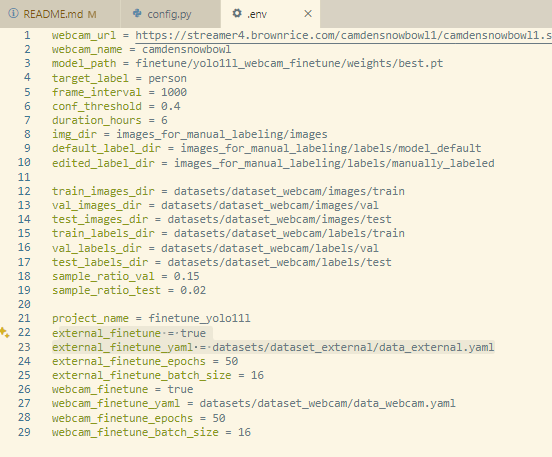 README.md M config.py .env ×
1 webcam_url = https://streamer4.brownrice.com/camdensnowbowl1/camdensnowbowl1.s
2 webcam_name = camdensnowbowl
3 model_path = finetune/yolo11l_webcam_finetune/weights/best.pt
4 target_label = person
5 frame_interval = 1000
6 conf_threshold = 0.4
7 duration_hours = 6
8 img_dir = images_for_manual_labeling/images
9 default_label_dir = images_for_manual_labeling/labels/model_default
10 edited_label_dir = images_for_manual_labeling/labels/manually_labeled
11
12 train_images_dir = datasets/dataset_webcam/images/train
13 val_images_dir = datasets/dataset_webcam/images/val
14 test_images_dir = datasets/dataset_webcam/images/test
15 train_labels_dir = datasets/dataset_webcam/labels/train
16 val_labels_dir = datasets/dataset_webcam/labels/val
17 test_labels_dir = datasets/dataset_webcam/labels/test
18 sample_ratio_val = 0.15
19 sample_ratio_test = 0.02
20
21 project_name = finetune_yolo11l
22 external_finetune = true
23 external_finetune_yaml = datasets/dataset_external/data_external.yaml
24 external_finetune_epochs = 50
25 external_finetune_batch_size = 16
26 webcam_finetune = true
27 webcam_finetune_yaml = datasets/dataset_webcam/data_webcam.yaml
28 webcam_finetune_epochs = 50
29 webcam_finetune_batch_size = 16